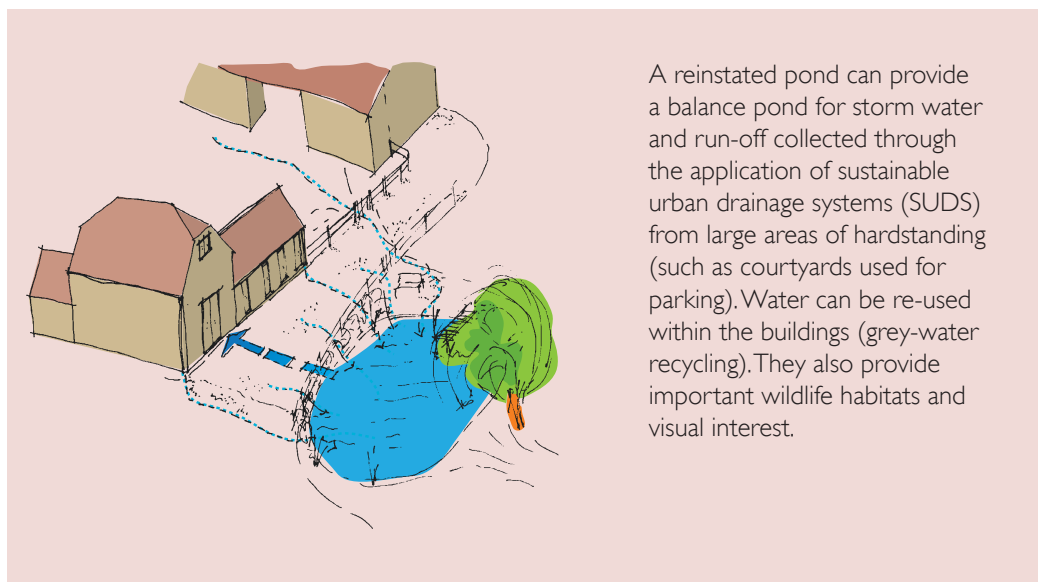 A reinstated pond can provide
a balance pond for storm water
and run-off collected through
the application of sustainable
urban drainage systems (SUDS)
from large areas of hardstanding
(such as courtyards used for
parking). Water can be re-used
within the buildings (grey-water
recycling). They also provide
important wildlife habitats and
visual interest.